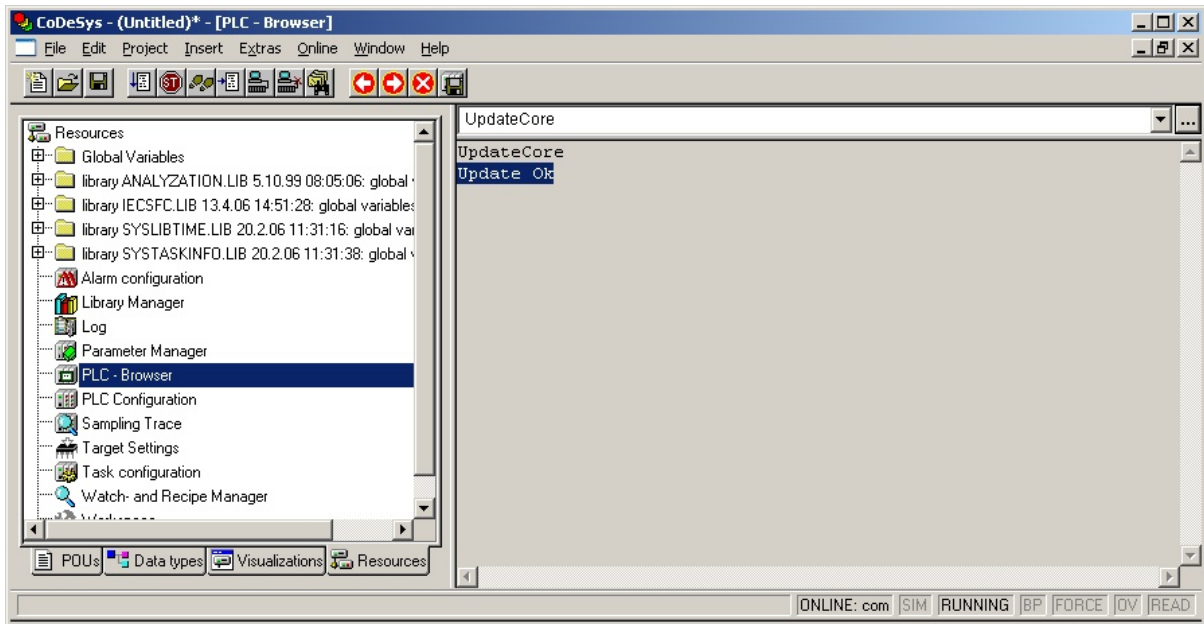 CoDeSys - (Untitled)* - [PLC - Browser]
File Edit Project Insert Extras Online Window Help
Resources
Global Variables
library ANALYZATION.LIB 5.10.99 08:05:06: global
library IECSFC.LIB 13.4.06 14:51:28: global variables
library SYSLIBTIME.LIB 20.2.06 11:31:16: global va
library SYSTASKINFO.LIB 20.2.06 11:31:38: global
Alarm configuration
Library Manager
Log
Parameter Manager
PLC - Browser
PLC Configuration
Sampling Trace
Target Settings
Task configuration
Watch- and Recipe Manager
POUs Data types Visualizations Resources
UpdateCore ...
UpdateCore
Update Ok
ONLINE: com SIM RUNNING BP FORCE OV READ